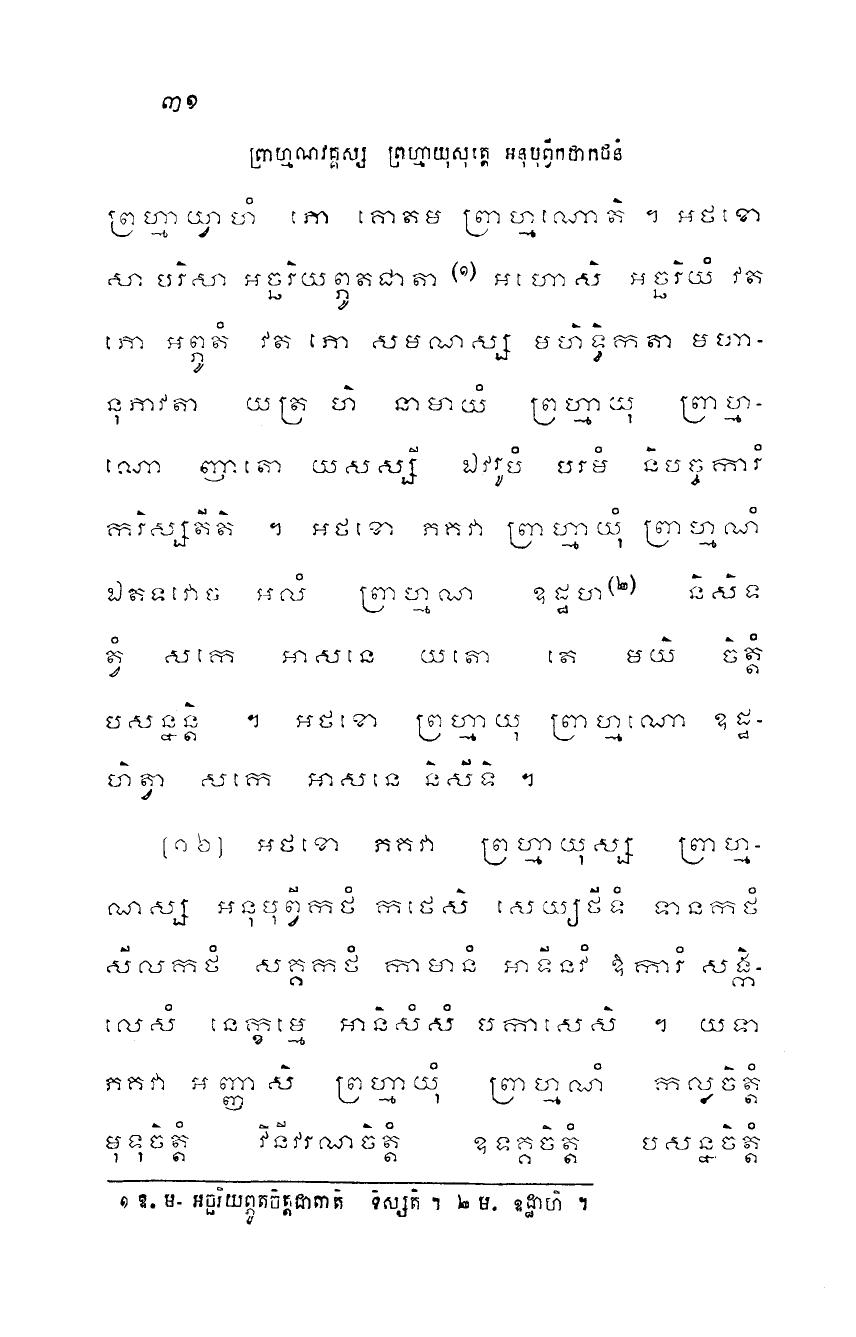 ៣១
ព្រាហ្មណវគ្គស្ស ព្រហ្មាយុសុត្តេ អនុបុព្វីកថាកថនំ
ព្រហ្មាយ្វាហំ ភោ គោតម ព្រាហ្មណោតិ ។ អថខោ
សា បរិសា អច្ឆរិយព្ភូតជាតា (១) អហោសិ អច្ឆរិយំ វត
ភោ អព្ភូតំ វត ភោ សមណស្ស មហិទ្ធិកតា មហា-
នុភាវតា យត្រ ហិ នាមាយំ ព្រហ្មាយុ ព្រាហ្ម-
ណោ ញាតោ យសស្សី ឯវរូបំ បរមំ និបច្ចការំ
ករិស្សតីតិ ។ អថខោ ភគវា ព្រហ្មាយុំ ព្រាហ្មណំ
ឯតទវោច អលំ ព្រាហ្មណ ឧដ្ឋហ(២) និសិទ
ត្វំ សកេ អាសនេ យតោ តេ មយិ ចិត្តំ
បសន្នន្តិ ។ អថខោ ព្រហ្មាយុ ព្រាហ្មណោ ឧដ្ឋ-
ហិត្វា សកេ អាសនេ និសីទិ ។
[១៦] អថខោ ភគវា ព្រហ្មាយុស្ស ព្រាហ្ម-
ណស្ស អនុបុព្វីកថំ កថេសិ សេយ្យថីទំ ទានកថំ
សីលកថំ សគ្គកថំ កាមានំ អាទីនវំ ឱការំ សង្កិ-
លេសំ នេក្ខម្មេ អានិសំសំ បកាសេសិ ។ យទា
ភគវា អញ្ញាសិ ព្រហ្មាយុំ ព្រាហ្មណំ កល្លចិត្តំ
មុទុចិត្តំ វិនីវរណចិត្តំ ឧទគ្គចិត្តំ បសន្នចិត្តំ
១ ឱ. ម- អច្ឆរិយព្ភូតចិត្តជាតាតិ ទិស្សតិ ។ ២ ម. ឧដ្ឋាហិ ។